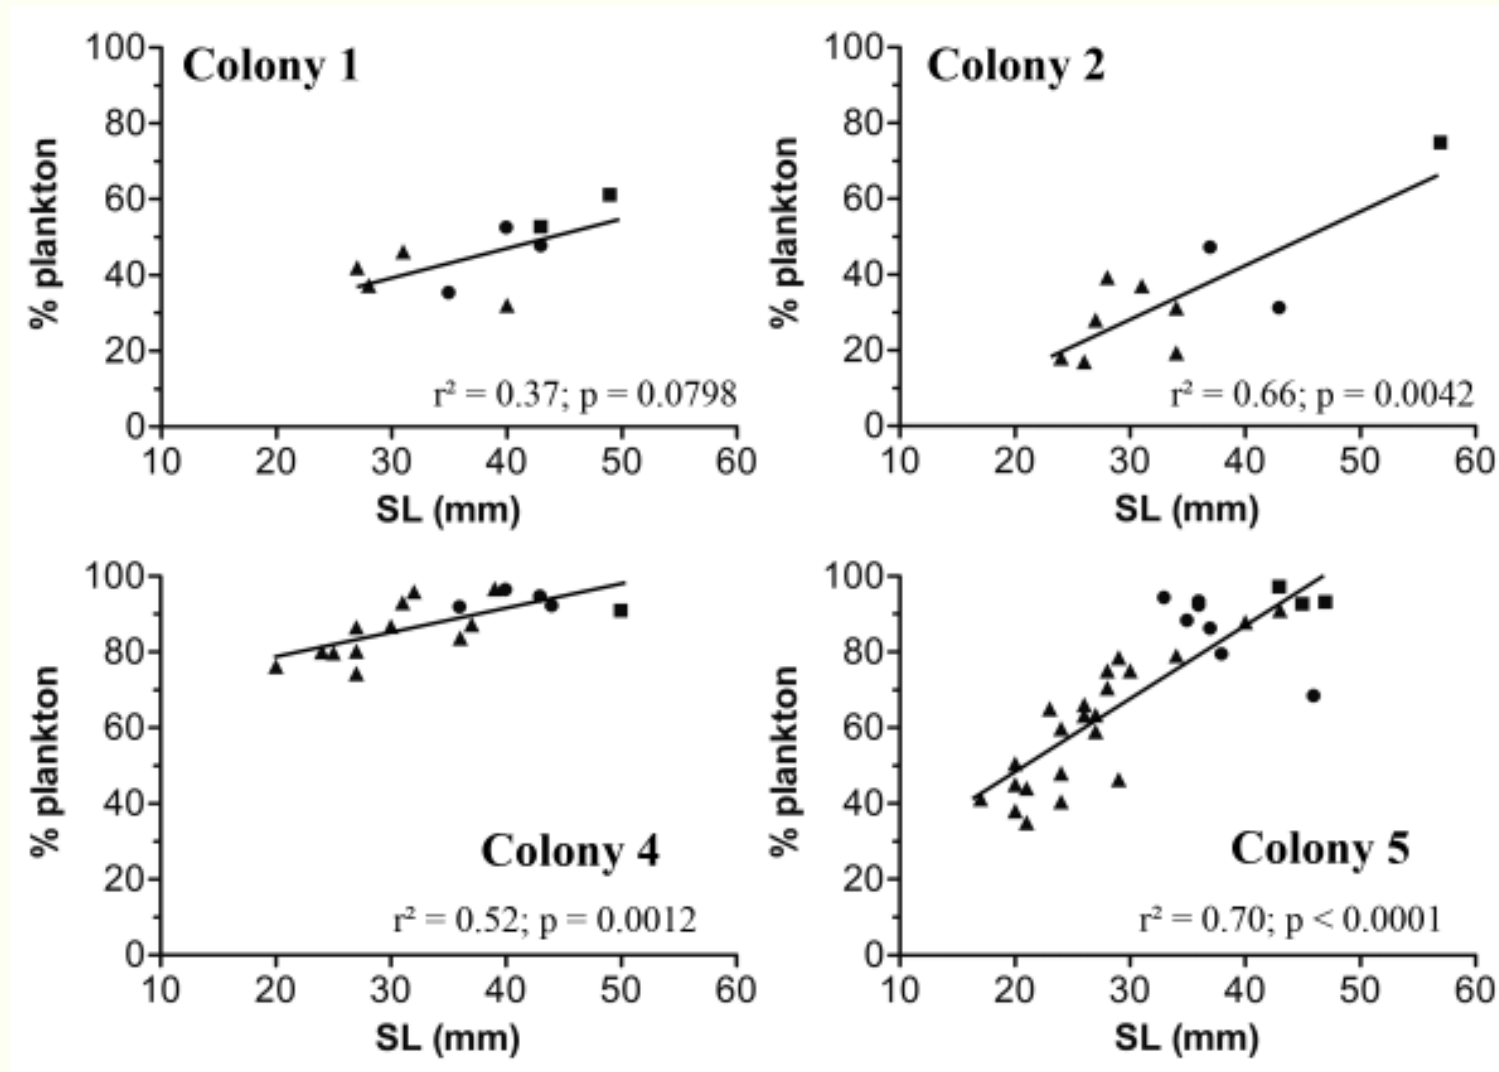 Colony 1
100
80
60
40
20
0
% plankton
r² = 0.37; p = 0.0798
10 20 30 40 50 60
SL (mm)
Colony 2
100
80
60
40
20
0
% plankton
r² = 0.66; p = 0.0042
10 20 30 40 50 60
SL (mm)
100
80
60
40
20
0
% plankton
Colony 4
r² = 0.52; p = 0.0012
10 20 30 40 50 60
SL (mm)
100
80
60
40
20
0
% plankton
Colony 5
r² = 0.70; p < 0.0001
10 20 30 40 50 60
SL (mm)